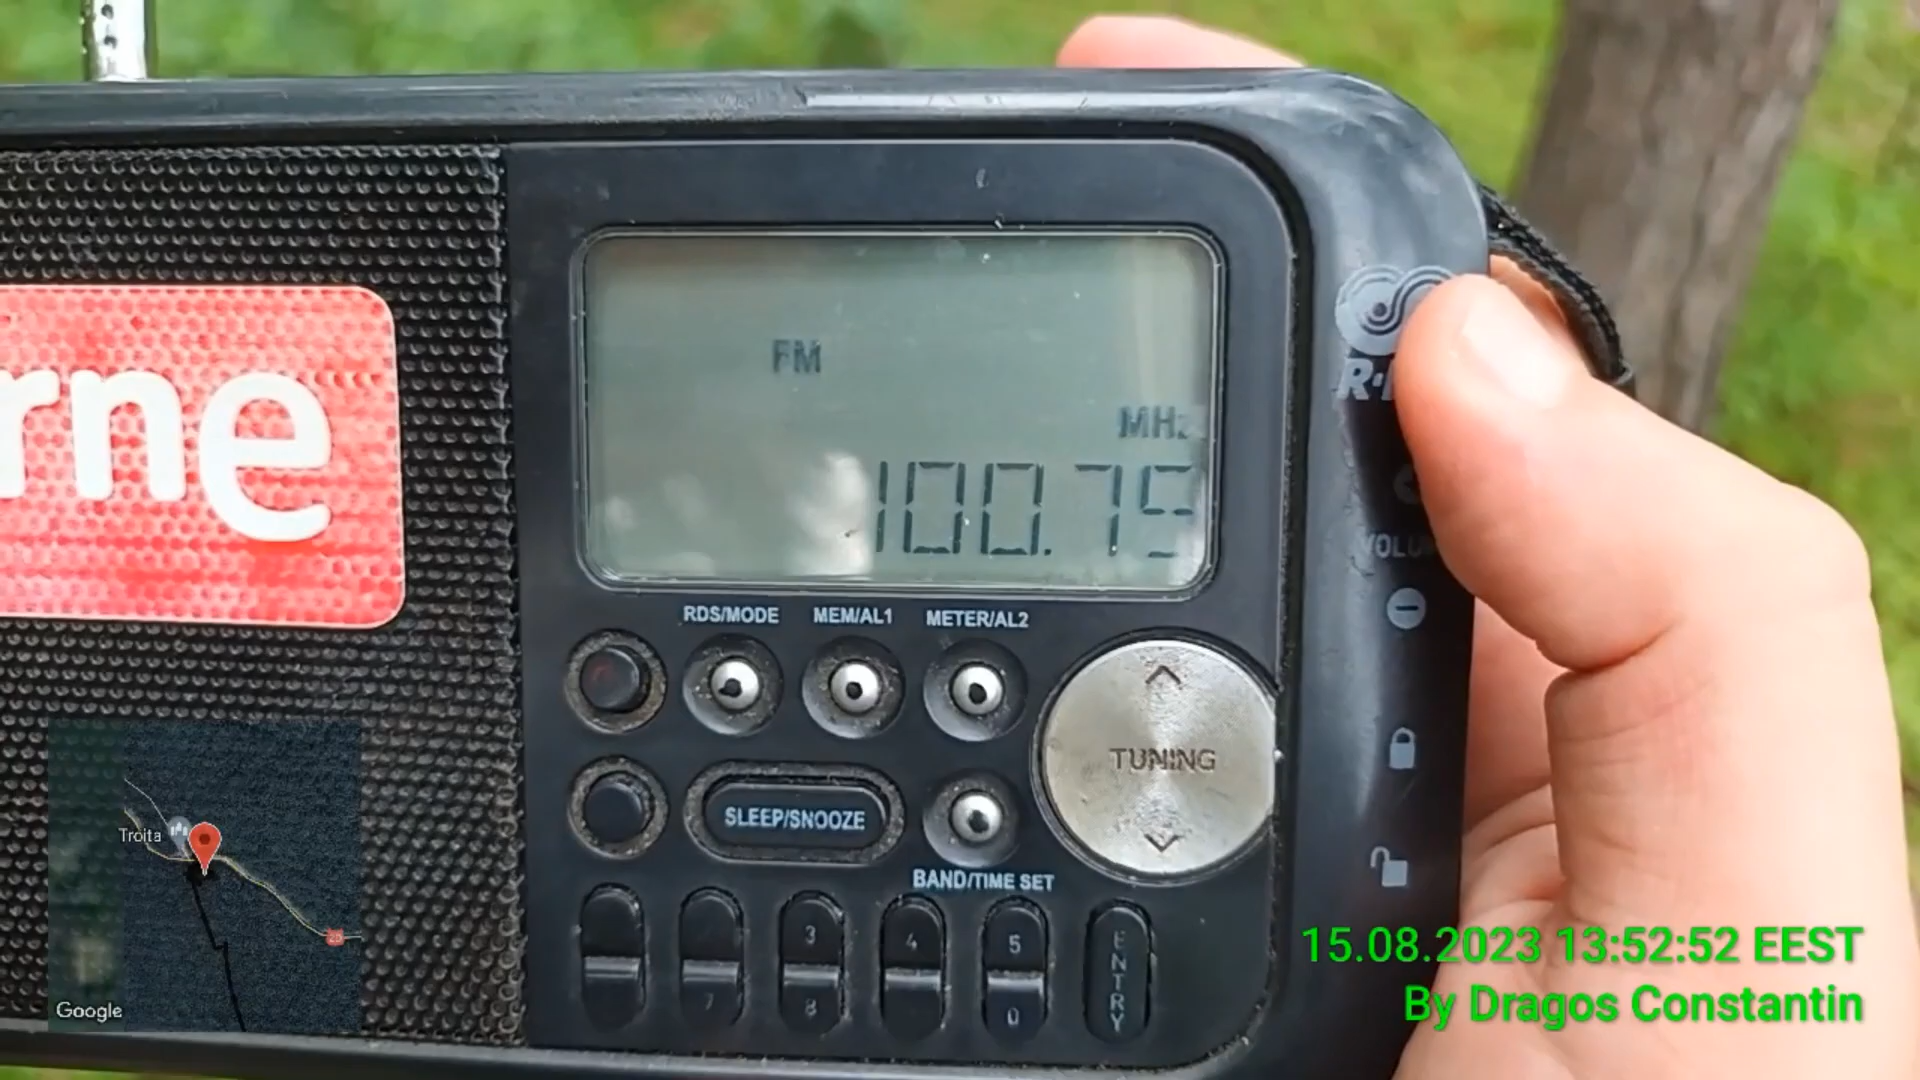 rne
FM
MHz
100.75
RDS/MODE
MEM/AL1
METER/AL2
VOLU
TUNING
SLEEP/SNOOZE
BAND/TIME SET
3
4
5
7
8
0
ENTRY
Troita
25
Google
15.08.2023 13:52:52 EEST
By Dragos Constantin